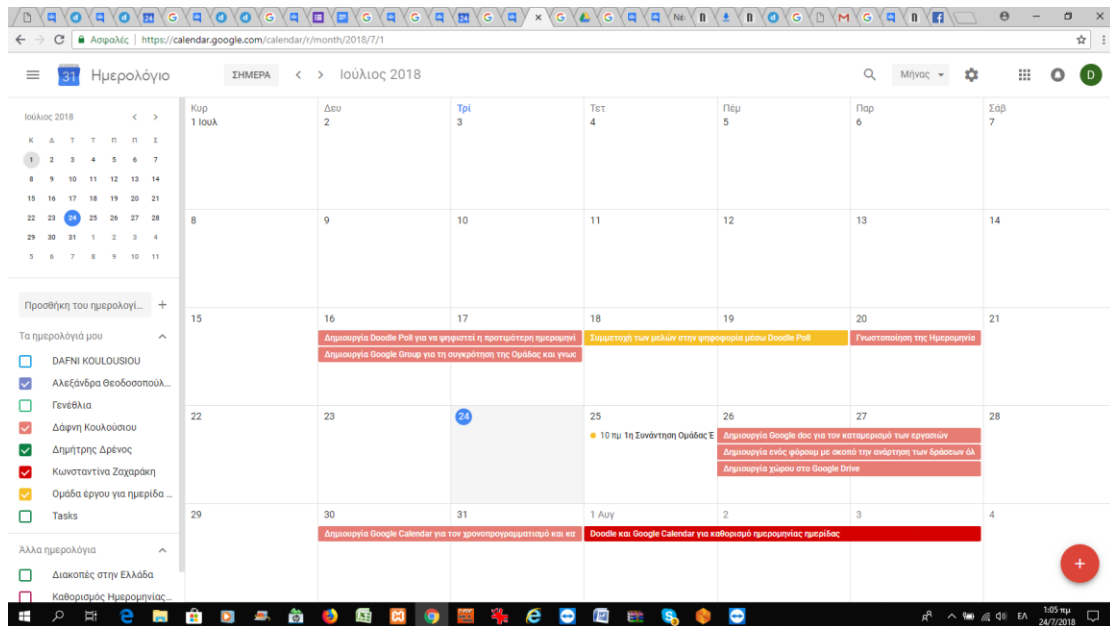 Νέ
Ασφαλές | https://calendar.google.com/calendar/r/month/2018/7/1
31 Ημερολόγιο ΣΗΜΕΡΑ < > Ιούλιος 2018 Μήνας D
Ιούλιος 2018 < >
Κ Δ Τ Τ Π Π Σ
1 2 3 4 5 6 7
8 9 10 11 12 13 14
15 16 17 18 19 20 21
22 23 24 25 26 27 28
29 30 31 1 2 3 4
5 6 7 8 9 10 11
Προσθήκη του ημερολογί... +
Τα ημερολόγιά μου
DAFNI KOULOUSIOU
Αλεξάνδρα Θεοδοσοπούλ...
Γενέθλια
Δάφνη Κουλούσιου
Δημήτρης Δρένος
Κωνσταντίνα Ζαχαράκη
Ομάδα έργου για ημερίδα ...
Tasks
Άλλα ημερολόγια
Διακοπές στην Ελλάδα
Καθορισμός Ημερομηνίας...
Κυρ Δευ Τρί Τετ Πέμ Παρ Σάβ
1 Ιουλ 2 3 4 5 6 7
8 9 10 11 12 13 14
15 16 17 18 19 20 21
Δημιουργία Doodle Poll για να ψηφιστεί η προτιμότερη ημερομηνί
Συμμετοχή των μελών στην ψηφοφορία μέσω Doodle Poll
Γνωστοποίηση της Ημερομηνία
Δημιουργία Google Group για τη συγκρότηση της Ομάδας και γνως
22 23 24 25 26 27 28
10 πμ 1η Συνάντηση Ομάδας Έ
Δημιουργία Google doc για τον καταμερισμό των εργασιών
Δημιουργία ενός φόρουμ με σκοπό την ανάρτηση των δράσεων όλ
Δημιουργία χώρου στο Google Drive
29 30 31 1 Αυγ 2 3 4
Δημιουργία Google Calendar για τον χρονοπρογραμματισμό και κα
Doodle και Google Calendar για καθορισμό ημερομηνίας ημερίδας
+
ΕΛ
1:05 πμ
24/7/2018